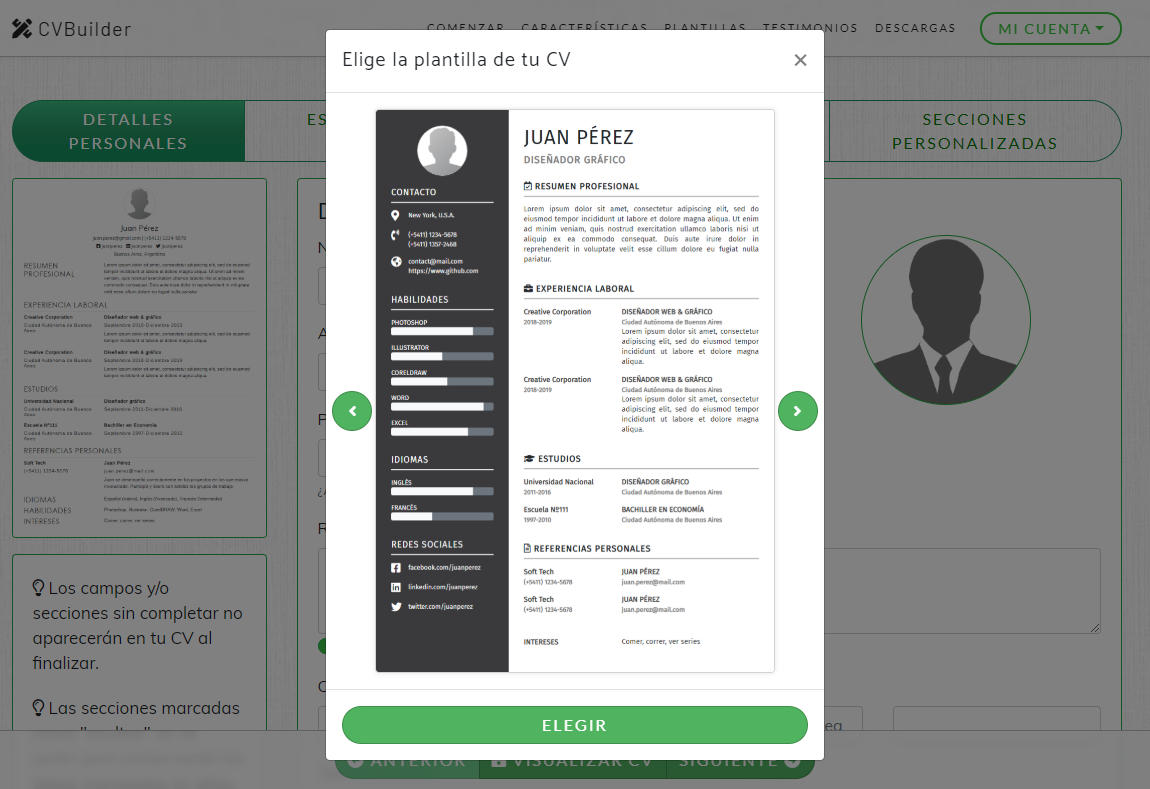 CVBuilder
COMENZAR CARACTERÍSTICAS PLANTILLAS TESTIMONIOS DESCARGAS
MI CUENTA
DETALLES
PERSONALES
ES
SECCIONES
PERSONALIZADAS
Elige la plantilla de tu CV
CONTACTO
New York, U.S.A.
(+5411) 1234-5678
(+5411) 1357-2468
contact@mail.com
https://www.github.com
HABILIDADES
PHOTOSHOP
ILLUSTRATOR
CORELDRAW
WORD
EXCEL
IDIOMAS
INGLÉS
FRANCÉS
REDES SOCIALES
facebook.com/juanperez
linkedin.com/juanperez
twitter.com/juanperez
JUAN PÉREZ
DISEÑADOR GRÁFICO
RESUMEN PROFESIONAL
Lorem ipsum dolor sit amet, consectetur adipiscing elit, sed do
eiusmod tempor incididunt ut labore et dolore magna aliqua. Ut enim
ad minim veniam, quis nostrud exercitation ullamco laboris nisi ut
aliquip ex ea commodo consequat. Duis aute irure dolor in
reprehenderit in voluptate velit esse cillum dolore eu fugiat nulla
pariatur.
EXPERIENCIA LABORAL
Creative Corporation DISEÑADOR WEB & GRÁFICO
2018-2019 Ciudad Autónoma de Buenos Aires
Lorem ipsum dolor sit amet, consectetur
adipiscing elit, sed do eiusmod tempor
incididunt ut labore et dolore magna
aliqua.
Creative Corporation DISEÑADOR WEB & GRÁFICO
2018-2019 Ciudad Autónoma de Buenos Aires
Lorem ipsum dolor sit amet, consectetur
adipiscing elit, sed do eiusmod tempor
incididunt ut labore et dolore magna
aliqua.
ESTUDIOS
Universidad Nacional DISEÑADOR GRÁFICO
2011-2016 Ciudad Autónoma de Buenos Aires
Escuela Nº111 BACHILLER EN ECONOMÍA
1997-2010 Ciudad Autónoma de Buenos Aires
REFERENCIAS PERSONALES
Soft Tech JUAN PÉREZ
(+5411) 1234-5678 juan.perez@mail.com
Soft Tech JUAN PÉREZ
(+5411) 1234-5678 juan.perez@mail.com
INTERESES Comer, correr, ver series
ELEGIR
Juan Pérez
Buenos Aires, Argentina
RESUMEN
PROFESIONAL
EXPERIENCIA LABORAL
Creative Corporation Diseñador web & gráfico
Creative Corporation Diseñador web & gráfico
ESTUDIOS
Universidad Nacional Diseñador gráfico
Escuela Nº111 Bachiller en Economía
REFERENCIAS PERSONALES
Soft Tech Juan Pérez
IDIOMAS
HABILIDADES
INTERESES Comer, correr, ver series
Los campos y/o
secciones sin completar no
aparecerán en tu CV al
finalizar.
Las secciones marcadas
ANTERIOR VISUALIZAR CV SIGUIENTE